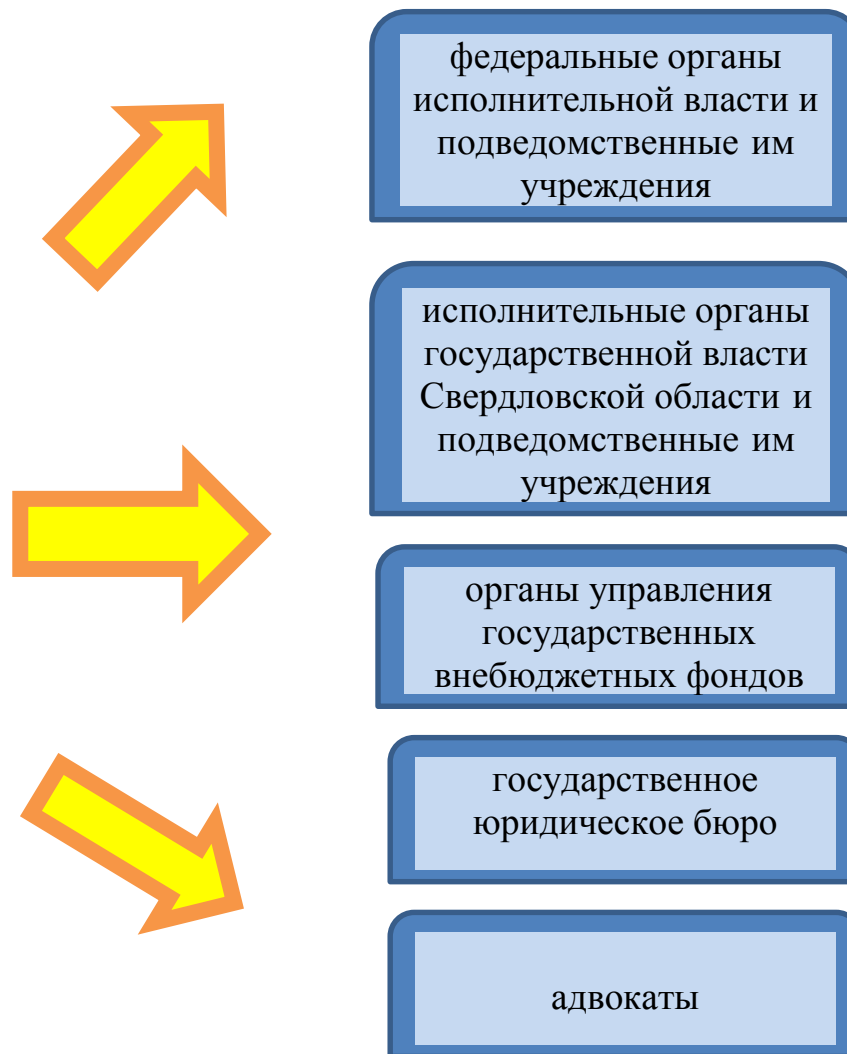 федеральные органы
исполнительной власти и
подведомственные им
учреждения
исполнительные органы
государственной власти
Свердловской области и
подведомственные им
учреждения
органы управления
государственных
внебюджетных фондов
государственное
юридическое бюро
адвокаты